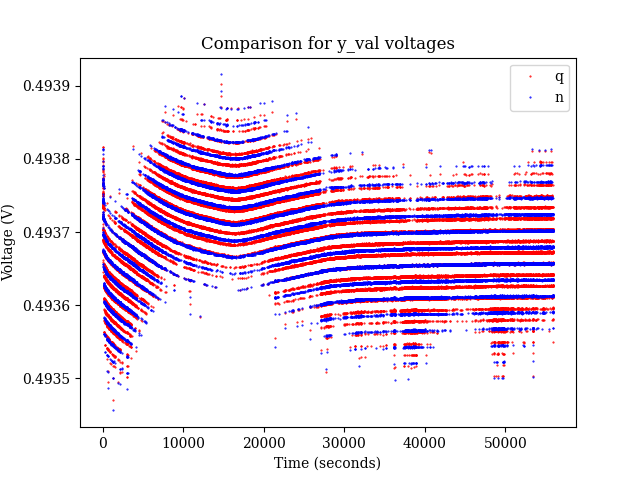 Comparison for y_val voltages
q
n
0.4939
0.4938
0.4937
0.4936
0.4935
Voltage (V)
0 10000 20000 30000 40000 50000
Time (seconds)